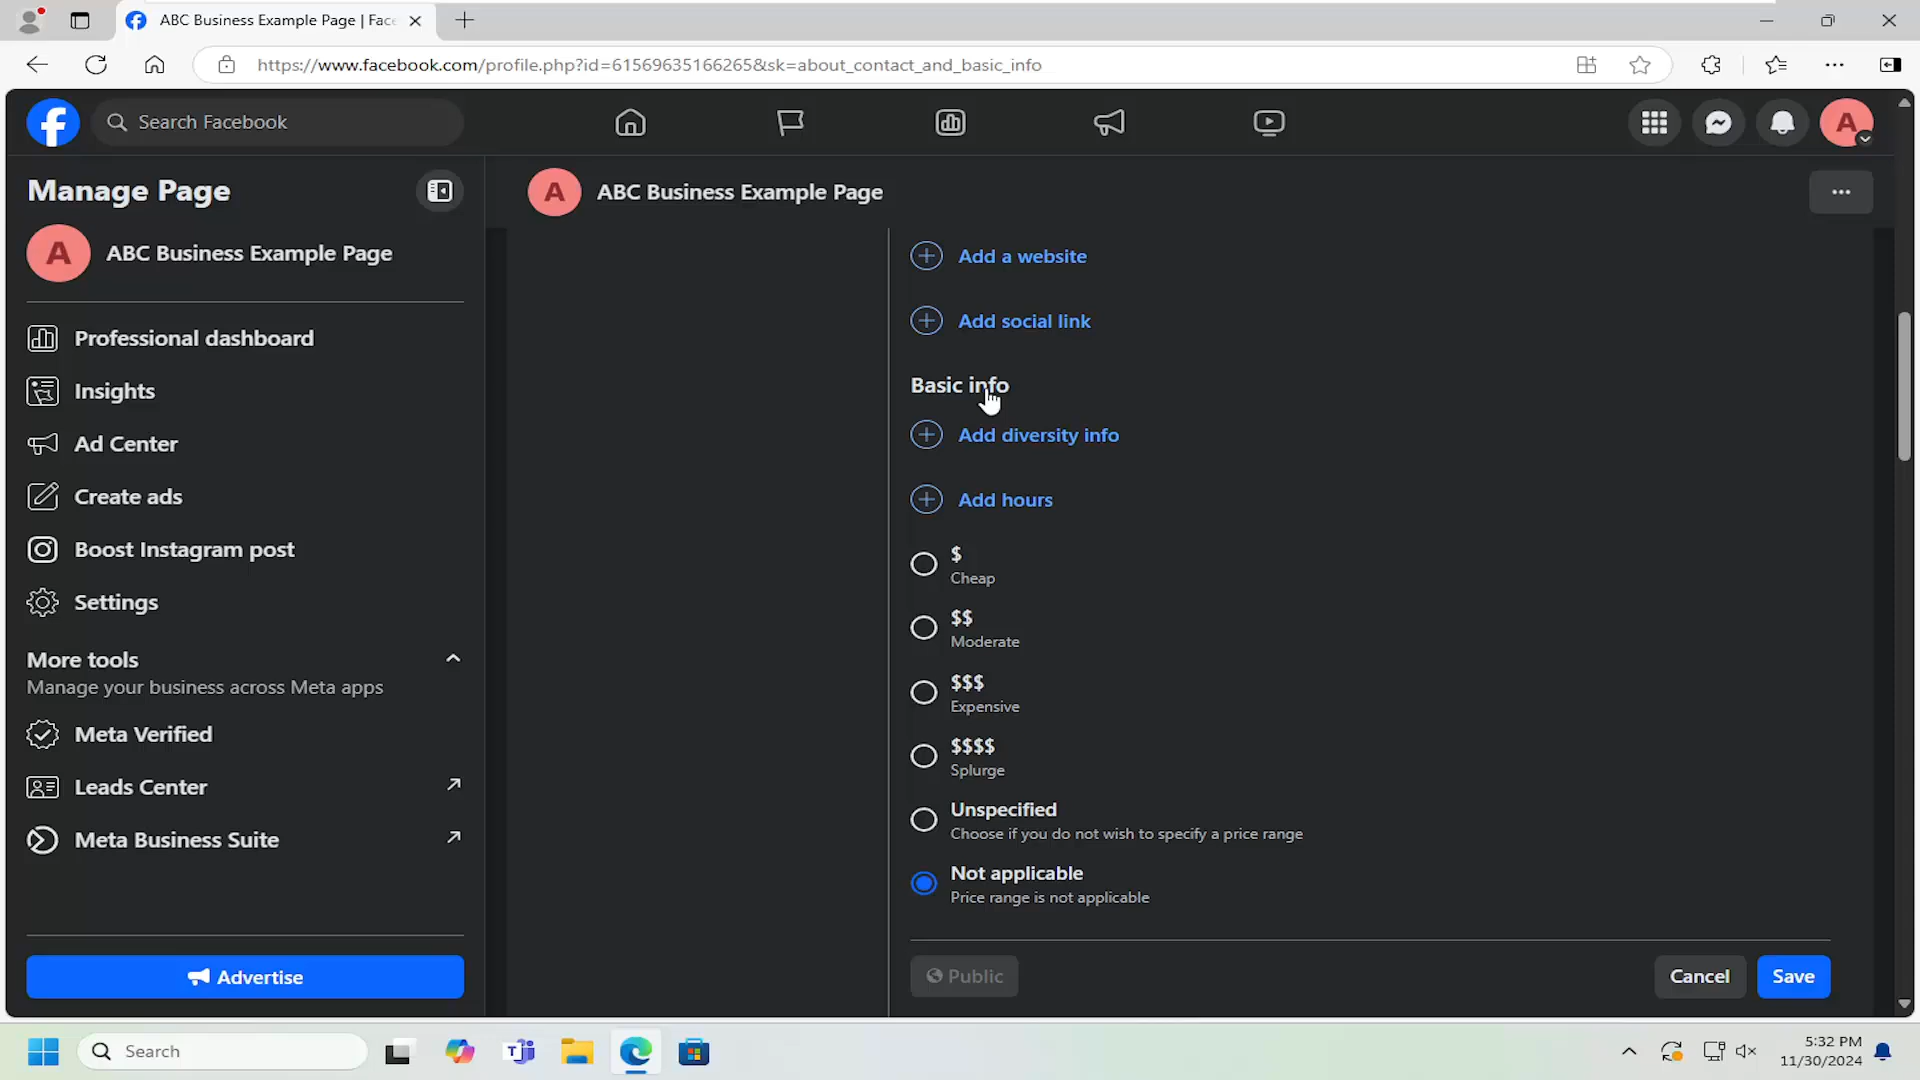 ABC Business Example Page | Fac
https://www.facebook.com/profile.php?id=61569635166265&sk=about_contact_and_basic_info
Search Facebook
A
Manage Page
A
ABC Business Example Page
A
ABC Business Example Page
Professional dashboard
Insights
Ad Center
Create ads
Boost Instagram post
Settings
More tools
Manage your business across Meta apps
Meta Verified
Leads Center
Meta Business Suite
Advertise
Add a website
Add social link
Basic info
Add diversity info
Add hours
$
Cheap
$$
Moderate
$$$
Expensive
$$$$
Splurge
Unspecified
Choose if you do not wish to specify a price range
Not applicable
Price range is not applicable
Public
Cancel
Save
Search
5:32 PM
11/30/2024